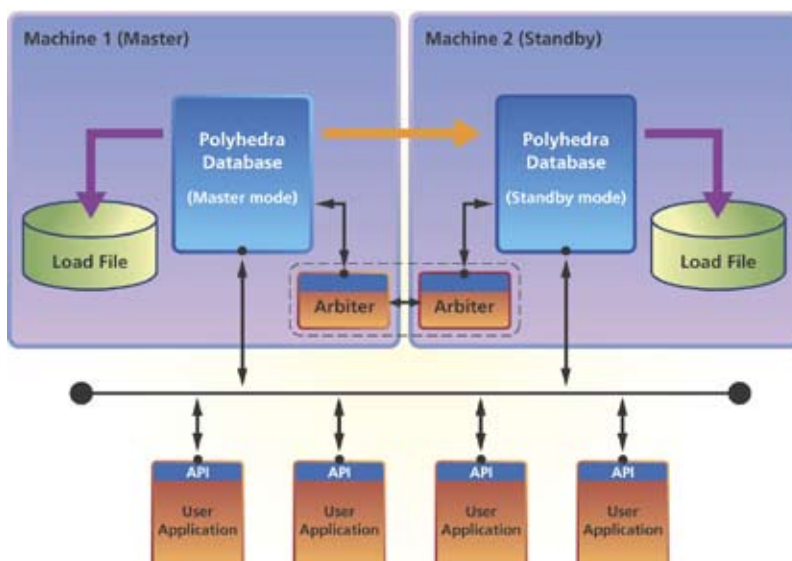 Machine 1 (Master)
Machine 2 (Standby)
Polyhedra
Database
(Master mode)
Polyhedra
Database
(Standby mode)
Load File
Load File
Arbiter
Arbiter
API
User
Application
API
User
Application
API
User
Application
API
User
Application